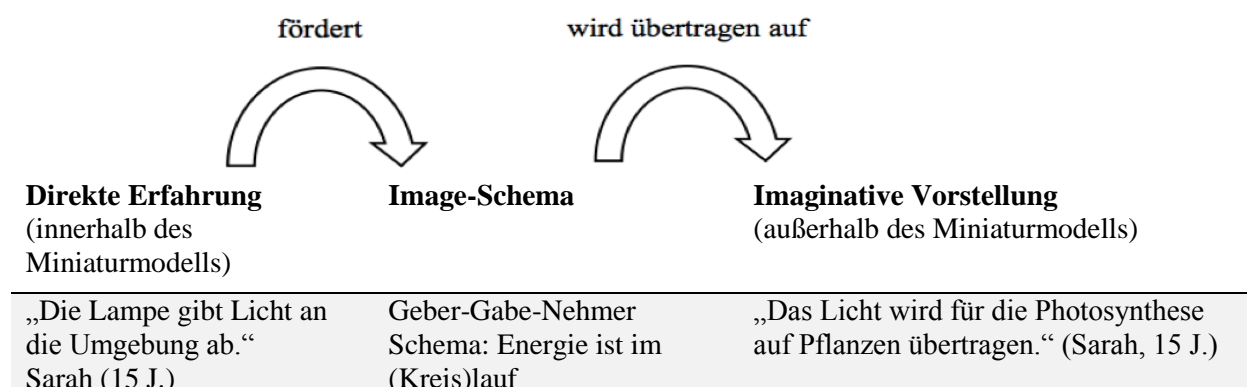 fördert
wird übertragen auf
Direkte Erfahrung
(innerhalb des
Miniaturmodells)
Image-Schema
Imaginative Vorstellung
(außerhalb des Miniaturmodells)
„Die Lampe gibt Licht an
die Umgebung ab.“
Sarah (15 J.)
Geber-Gabe-Nehmer
Schema: Energie ist im
(Kreis)lauf
„Das Licht wird für die Photosynthese
auf Pflanzen übertragen.“ (Sarah, 15 J.)